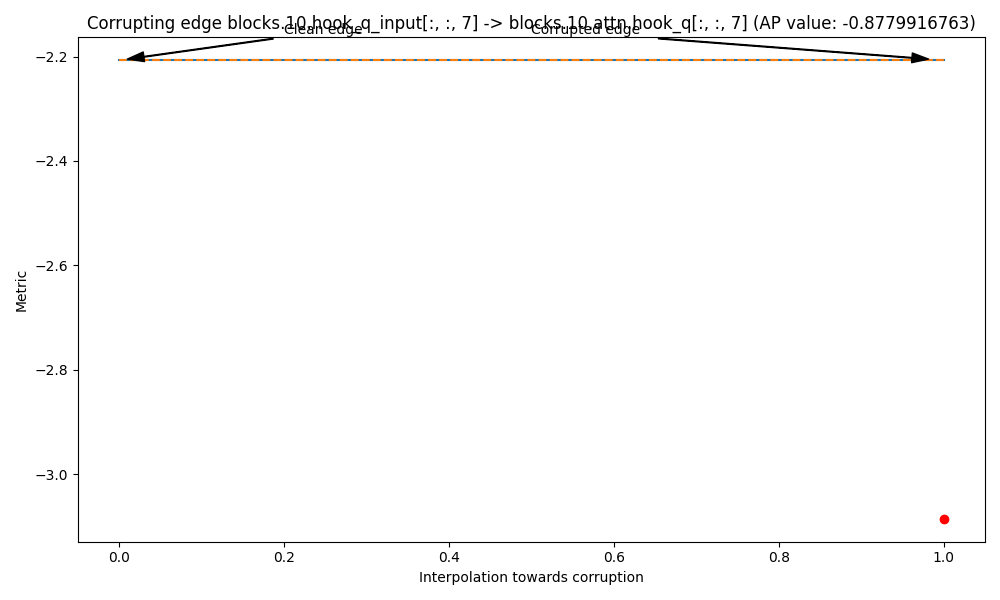 Corrupting edge blocks.10.hook_q_input[:, :, 7] -> blocks.10.attn.hook_q[:, :, 7] (AP value: -0.8779916763)
Clean edge
Corrupted edge
−2.2
−2.4
−2.6
−2.8
−3.0
Metric
0.0
0.2
0.4
0.6
0.8
1.0
Interpolation towards corruption